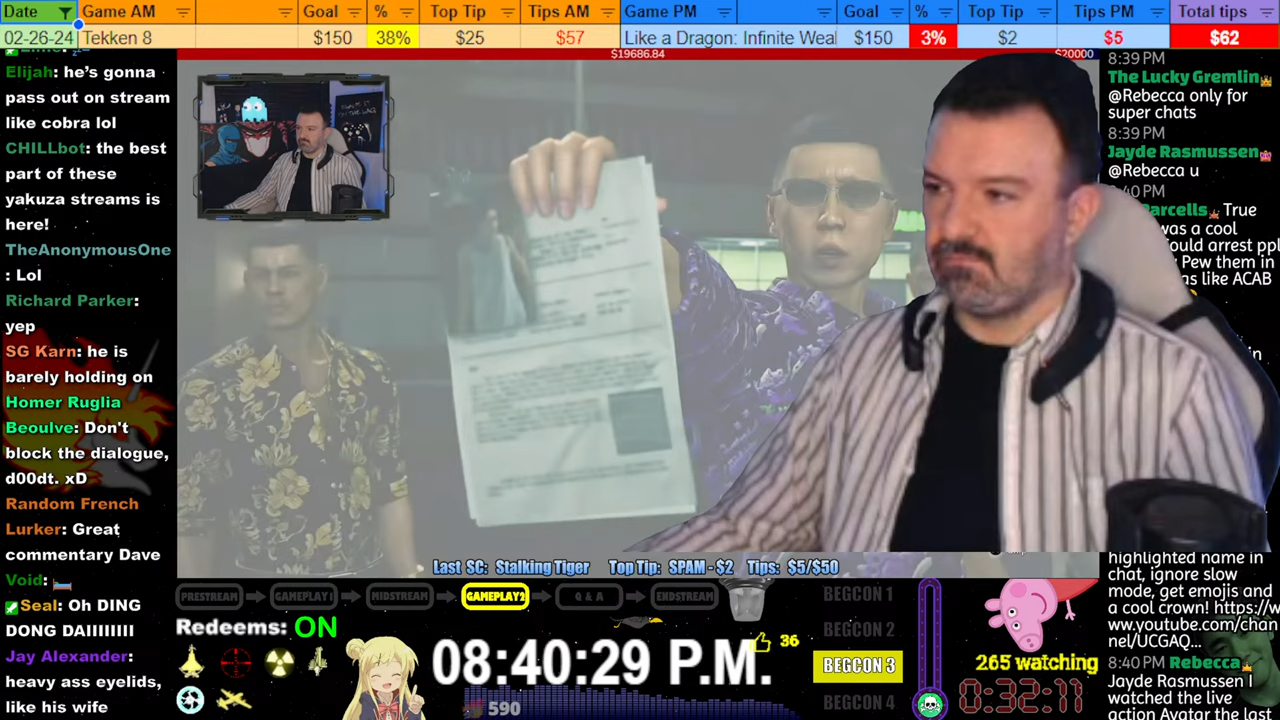 Date Game AM Goal % Top Tip Tips AM Game PM Goal % Top Tip Tips PM Total tips
02-26-24 Tekken 8 $150 38% $25 $57 Like a Dragon: Infinite Weal $150 3% $2 $5 $62
$19686.84 $20000
Elijah: he's gonna
pass out on stream
like cobra lol
CHILLbot: the best
part of these
yakuza streams is
here!
TheAnonymousOne
: Lol
Richard Parker:
yep
SG Karn: he is
barely holding on
Homer Ruglia
Beoulve: Don't
block the dialogue,
d00dt. xD
Random French
Lurker: Great
commentary Dave
Void:
Seal: Oh DING
DONG DAIIIIIII
Jay Alexander:
heavy ass eyelids,
like his wife
8:39 PM
The Lucky Gremlin
@Rebecca only for
super chats
8:39 PM
Jayde Rasmussen
@Rebecca u
:40 PM
arcells True
was a cool
ould arrest ppl
Pew them in
as like ACAB
highlighted name in
chat, ignore slow
mode, get emojis and
a cool crown! https://w
ww.youtube.com/chan
nel/UCGAQ...
8:40 PM Rebecca
Jayde Rasmussen I
watched the live
action Avatar the last
Last SC: Stalking Tiger Top Tip: SPAM - $2 Tips: $5/$50
PRESTREAM GAMEPLAY1 MIDSTREAM GAMEPLAY2 Q & A ENDSTREAM
Redeems: ON
08:40:29 P.M.
36
590
BEGCON 1
BEGCON 2
BEGCON 3
BEGCON 4
265 watching
0:32:11